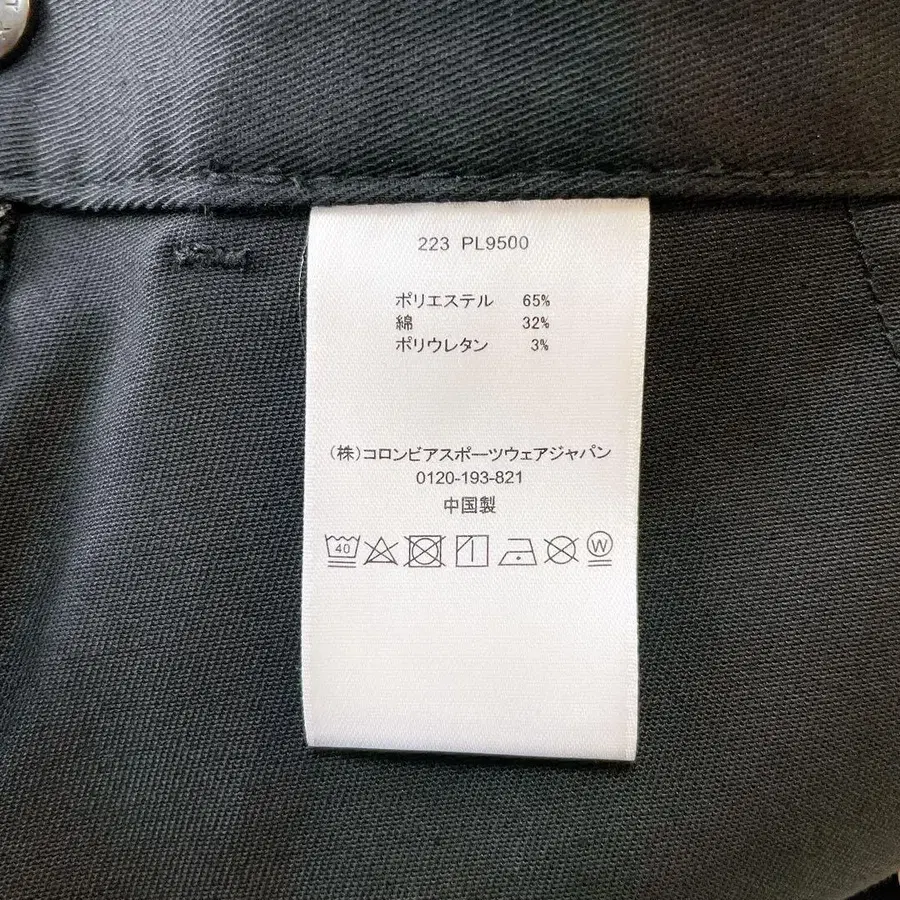 223 PL9500
ポリエステル 65%
綿 32%
ポリウレタン 3%
(株)コロンビアスポーツウェアジャパン
0120-193-821
中国製
40 W